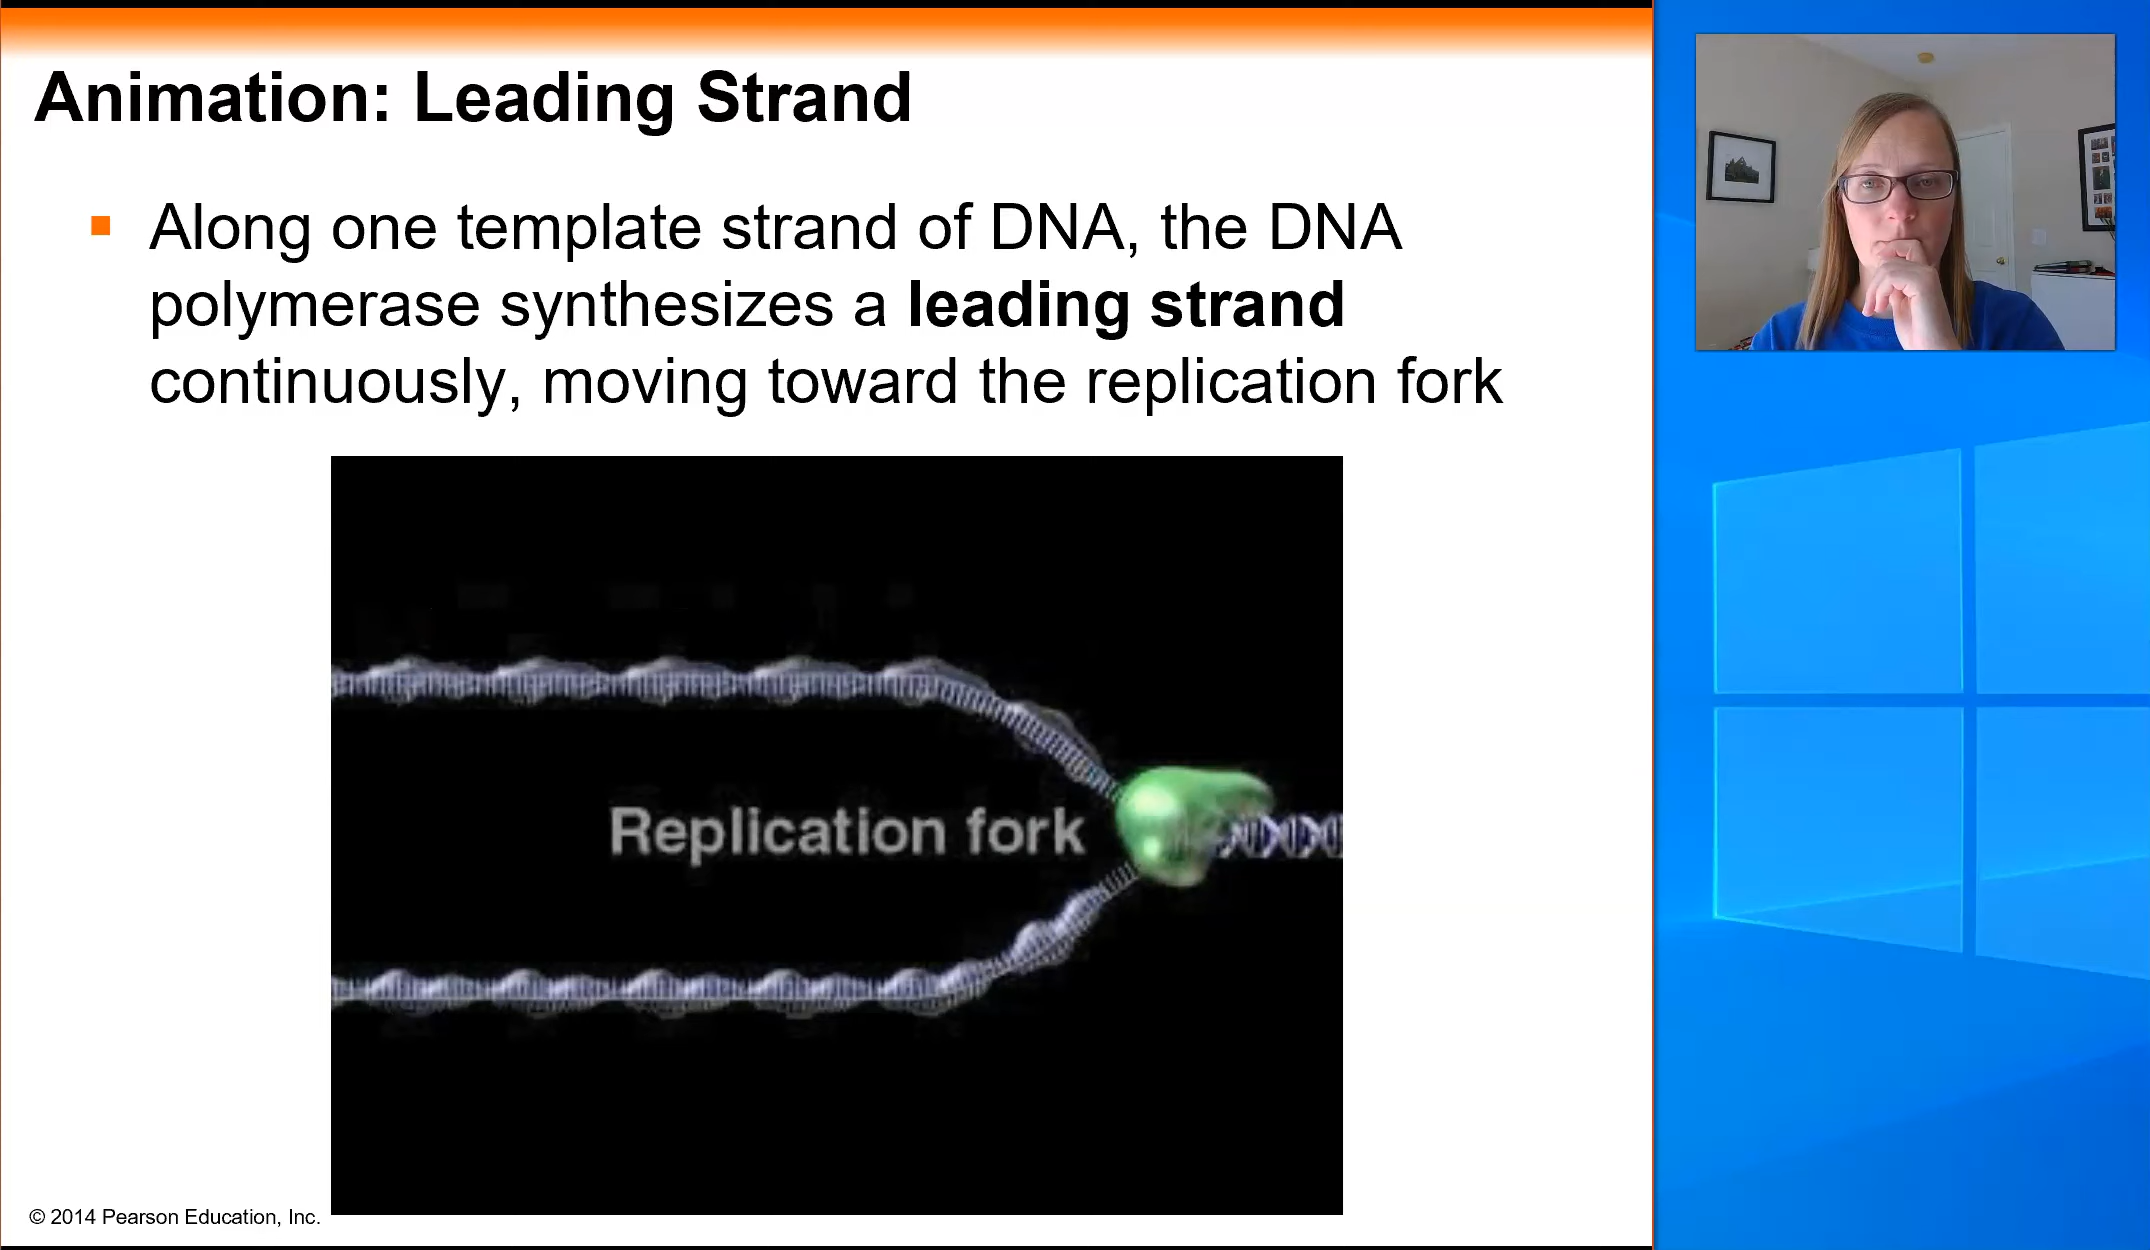 Animation: Leading Strand
Along one template strand of DNA, the DNA
polymerase synthesizes a leading strand
continuously, moving toward the replication fork
Replication fork
© 2014 Pearson Education, Inc.